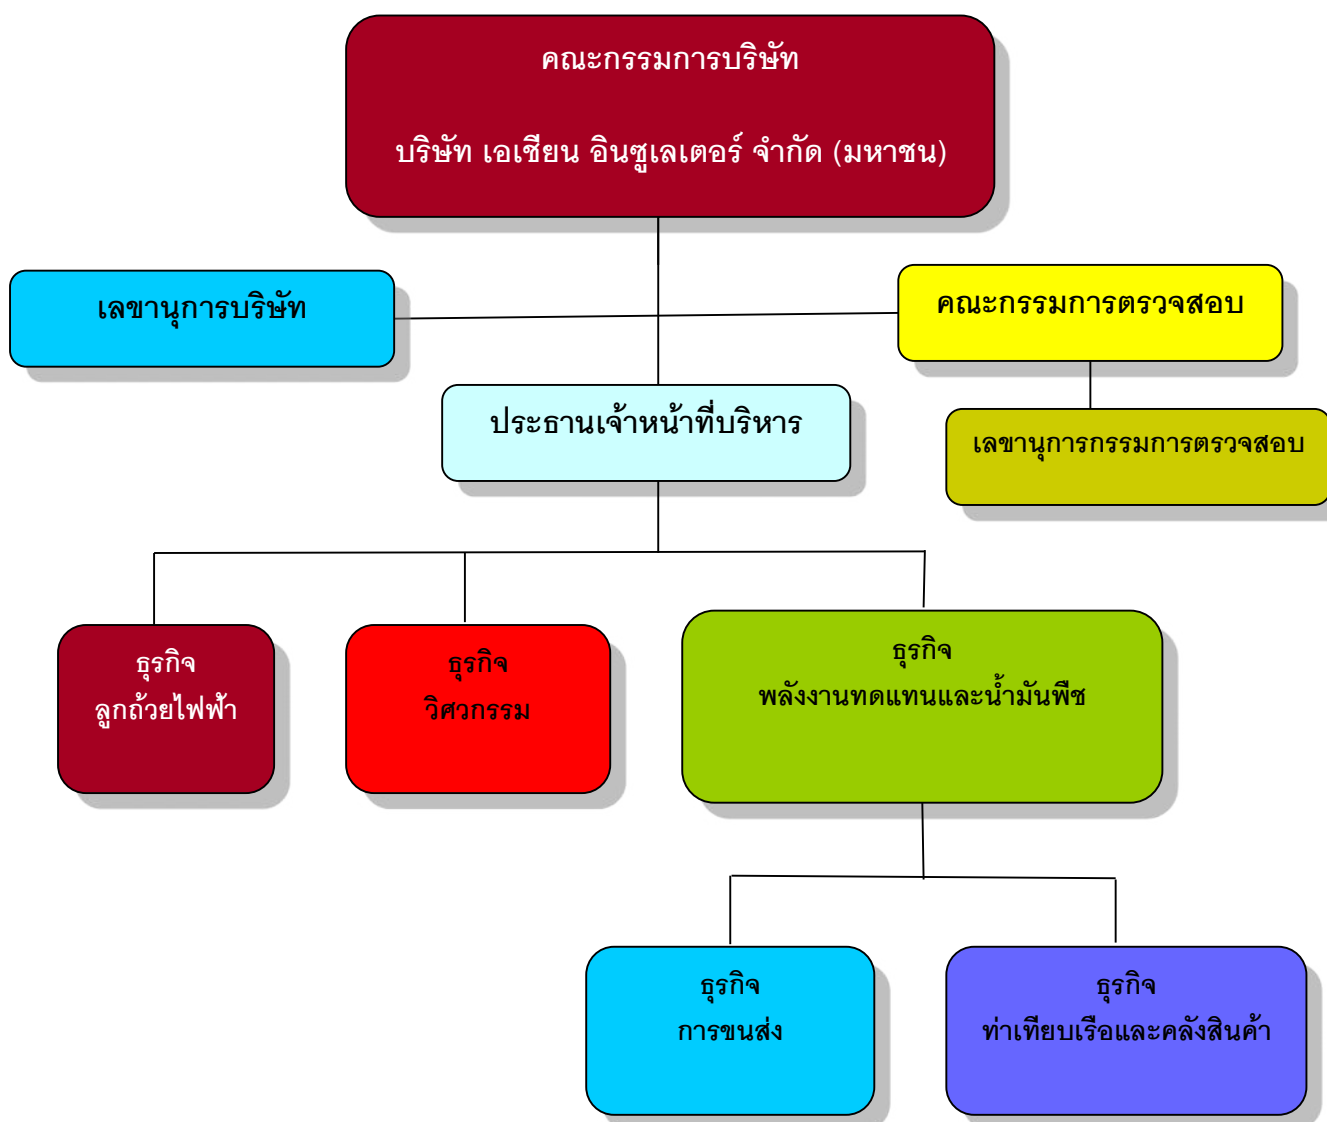 คณะกรรมการบริษัท
บริษัท เอเชียน อินซูเลเตอร์ จำกัด (มหาชน)
เลขานุการบริษัท
คณะกรรมการตรวจสอบ
ประธานเจ้าหน้าที่บริหาร
เลขานุการกรรมการตรวจสอบ
ธุรกิจ
ลูกถ้วยไฟฟ้า
ธุรกิจ
วิศวกรรม
ธุรกิจ
พลังงานทดแทนและน้ำมันพืช
ธุรกิจ
การขนส่ง
ธุรกิจ
ท่าเทียบเรือและคลังสินค้า